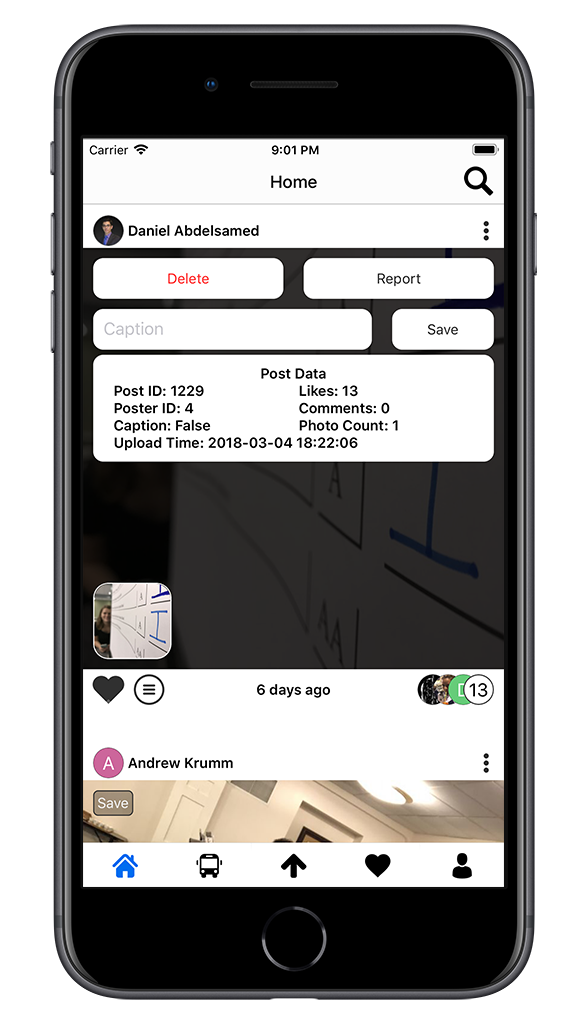 Carrier 9:01 PM
Home
Daniel Abdelsamed
Delete Report
Caption Save
Post Data
Post ID: 1229 Likes: 13
Poster ID: 4 Comments: 0
Caption: False Photo Count: 1
Upload Time: 2018-03-04 18:22:06
A
AA
6 days ago 13
A Andrew Krumm
Save